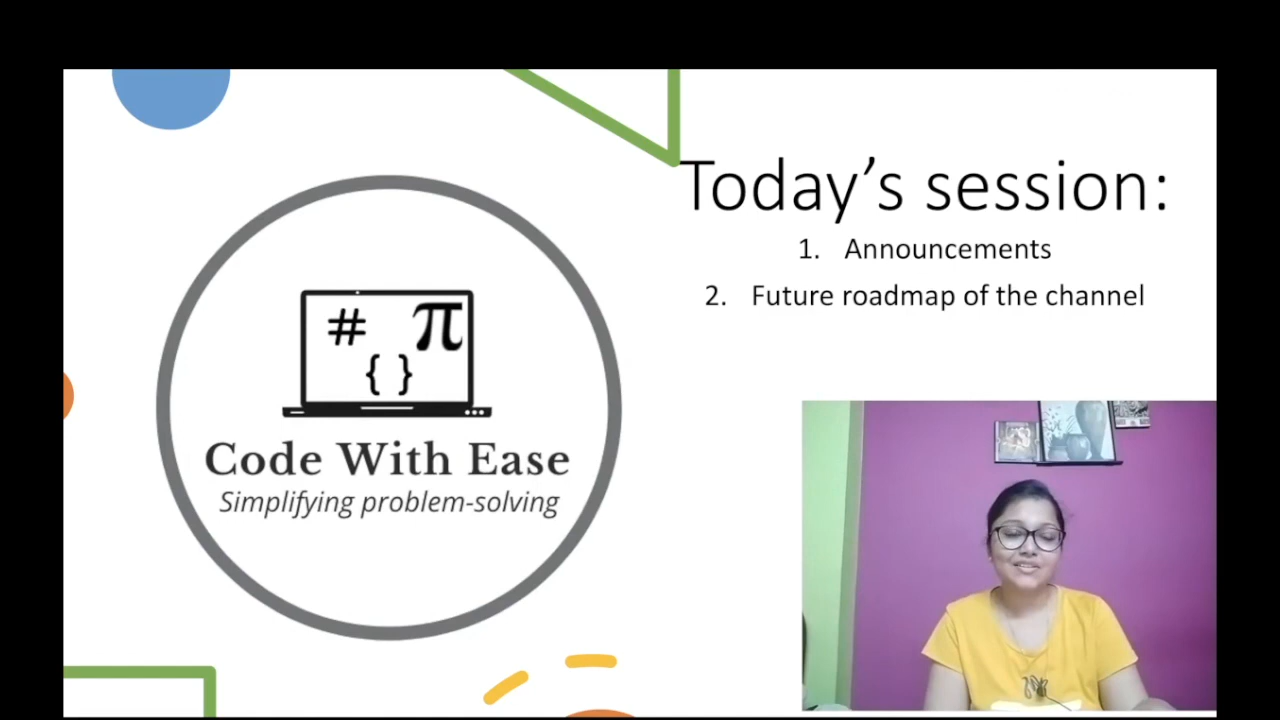 Today’s session:
1. Announcements
2. Future roadmap of the channel
# π
{ }
Code With Ease
Simplifying problem-solving